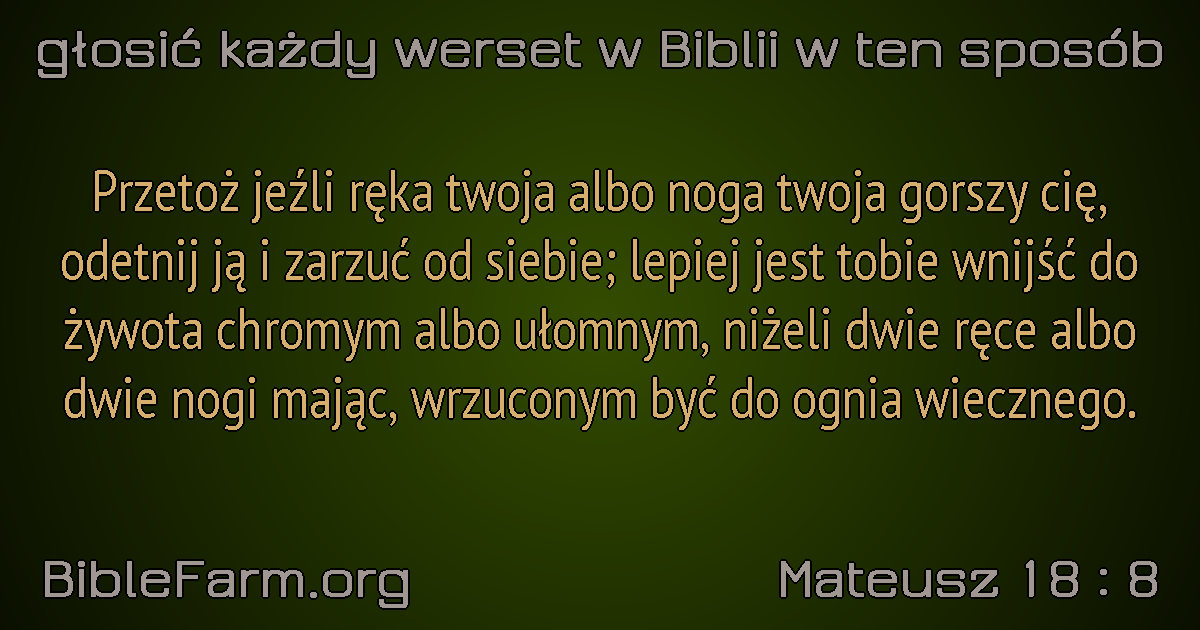 głosić każdy werset w Biblii w ten sposób
Przetoż jeźli ręka twoja albo noga twoja gorszy cię,
odetnij ją i zarzuć od siebie; lepiej jest tobie wnijść do
żywota chromym albo ułomnym, niżeli dwie ręce albo
dwie nogi mając, wrzuconym być do ognia wiecznego.
BibleFarm.org
Mateusz 18 : 8